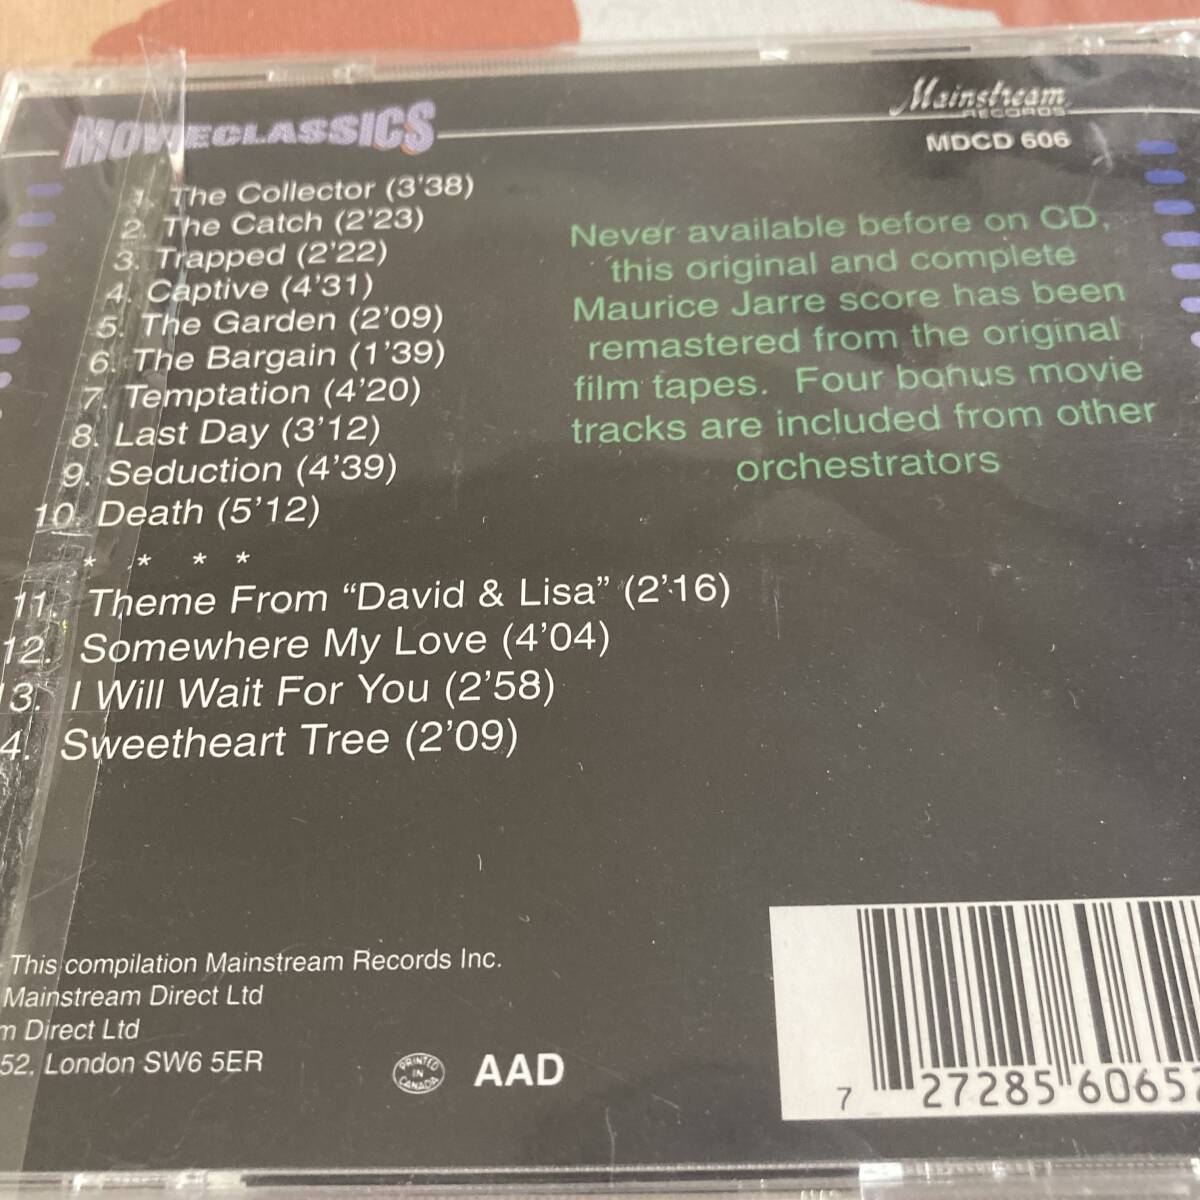 MOVIECLASSICS
Mainstream
RECORDS
MDCD 606
1. The Collector (3'38)
2. The Catch (2'23)
3. Trapped (2'22)
4. Captive (4'31)
5. The Garden (2'09)
6. The Bargain (1'39)
7. Temptation (4'20)
8. Last Day (3'12)
9. Seduction (4'39)
10. Death (5'12)
* * * *
11. Theme From “David & Lisa” (2'16)
12. Somewhere My Love (4'04)
13. I Will Wait For You (2'58)
4. Sweetheart Tree (2'09)
Never available before on CD,
this original and complete
Maurice Jarre score has been
remastered from the original
film tapes. Four bonus movie
tracks are included from other
orchestrators
This compilation Mainstream Records Inc.
Mainstream Direct Ltd
m Direct Ltd
52, London SW6 5ER
PRINTED
IN
CANADA
AAD
7 27285 60652